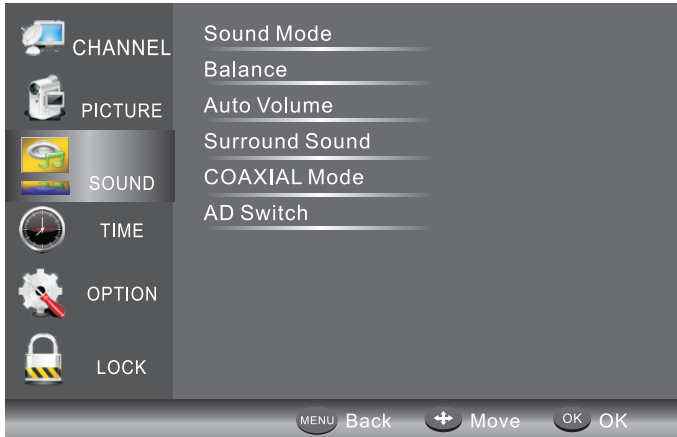 CHANNEL
PICTURE
SOUND
TIME
OPTION
LOCK
Sound Mode
Balance
Auto Volume
Surround Sound
COAXIAL Mode
AD Switch
MENU Back OK OK Move